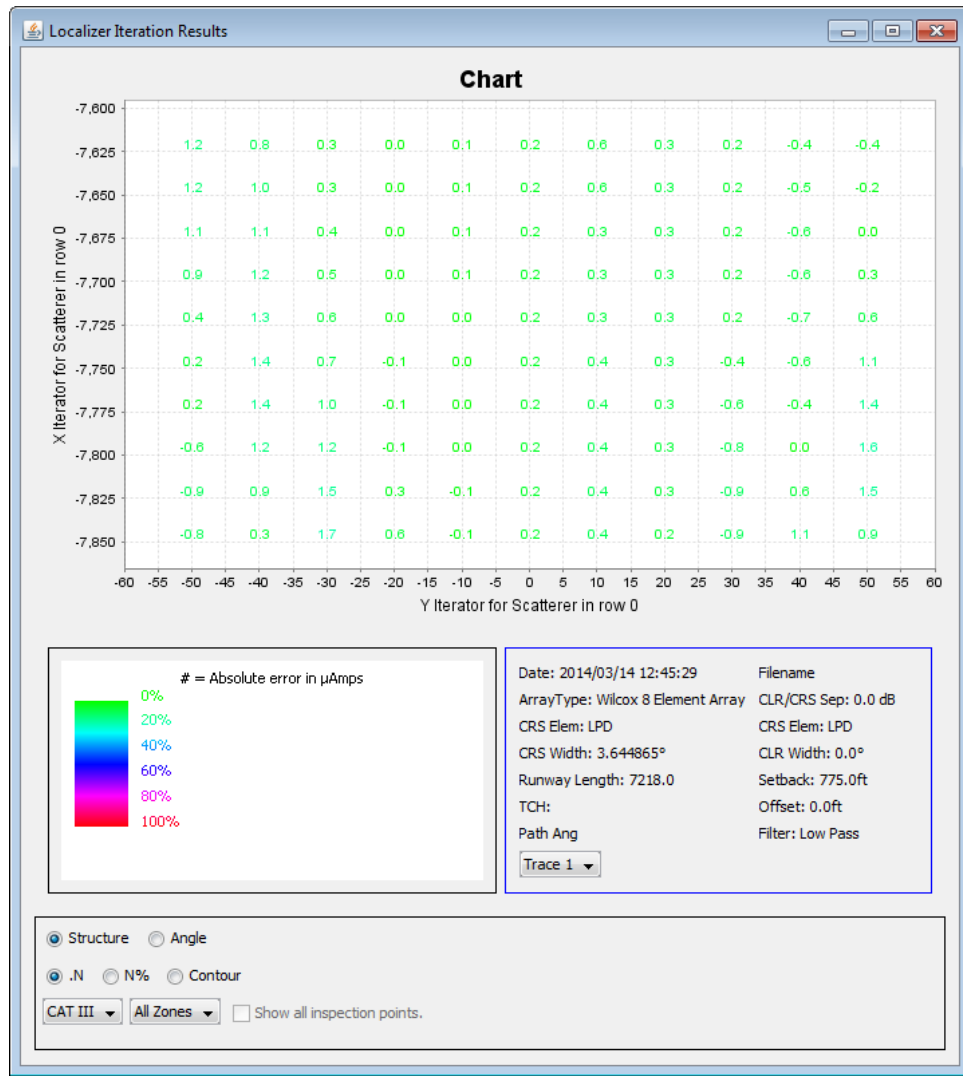 Localizer Iteration Results
Chart
-7,600
1.2 0.8 0.3 0.0 0.1 0.2 0.6 0.3 0.2 -0.4 -0.4
-7,625
1.2 1.0 0.3 0.0 0.1 0.2 0.6 0.3 0.2 -0.5 -0.2
-7,650
1.1 1.1 0.4 0.0 0.1 0.2 0.3 0.3 0.2 -0.6 0.0
-7,675
0.9 1.2 0.5 0.0 0.1 0.2 0.3 0.3 0.2 -0.6 0.3
-7,700
0.4 1.3 0.6 0.0 0.0 0.2 0.3 0.3 0.2 -0.7 0.6
-7,725
0.2 1.4 0.7 -0.1 0.0 0.2 0.4 0.3 -0.4 -0.6 1.1
-7,750
0.2 1.4 1.0 -0.1 0.0 0.2 0.4 0.3 -0.6 -0.4 1.4
-7,775
-0.6 1.2 1.2 -0.1 0.0 0.2 0.4 0.3 -0.8 0.0 1.6
-7,800
-0.9 0.9 1.5 0.3 -0.1 0.2 0.4 0.3 -0.9 0.6 1.5
-7,825
-0.8 0.3 1.7 0.6 -0.1 0.2 0.4 0.2 -0.9 1.1 0.9
-7,850
X Iterator for Scatterer in row 0
-60 -55 -50 -45 -40 -35 -30 -25 -20 -15 -10 -5 0 5 10 15 20 25 30 35 40 45 50 55 60
Y Iterator for Scatterer in row 0
# = Absolute error in µAmps
0%
20%
40%
60%
80%
100%
Date: 2014/03/14 12:45:29 Filename
ArrayType: Wilcox 8 Element Array CLR/CRS Sep: 0.0 dB
CRS Elem: LPD CRS Elem: LPD
CRS Width: 3.644865° CLR Width: 0.0°
Runway Length: 7218.0 Setback: 775.0ft
TCH: Offset: 0.0ft
Path Ang Filter: Low Pass
Trace 1
Structure Angle
.N N% Contour
CAT III All Zones Show all inspection points.